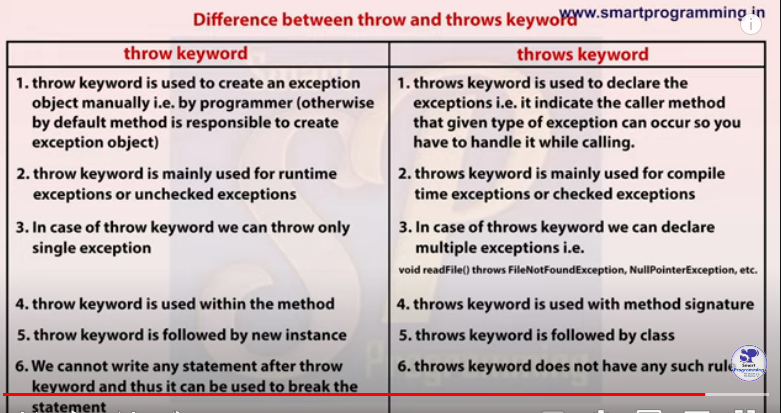 www.smartprogramming.in
Difference between throw and throws keyword
throw keyword
1. throw keyword is used to create an exception
object manually i.e. by programmer (otherwise
by default method is responsible to create
exception object)
2. throw keyword is mainly used for runtime
exceptions or unchecked exceptions
3. In case of throw keyword we can throw only
single exception
4. throw keyword is used within the method
5. throw keyword is followed by new instance
6. We cannot write any statement after throw
keyword and thus it can be used to break the
statement
throws keyword
1. throws keyword is used to declare the
exceptions i.e. it indicate the caller method
that given type of exception can occur so you
have to handle it while calling.
2. throws keyword is mainly used for compile
time exceptions or checked exceptions
3. In case of throws keyword we can declare
multiple exceptions i.e.
void readFile() throws FileNotFoundException, NullPointerException, etc.
4. throws keyword is used with method signature
5. throws keyword is followed by class
6. throws keyword does not have any such rule
SP
Smart
Programming